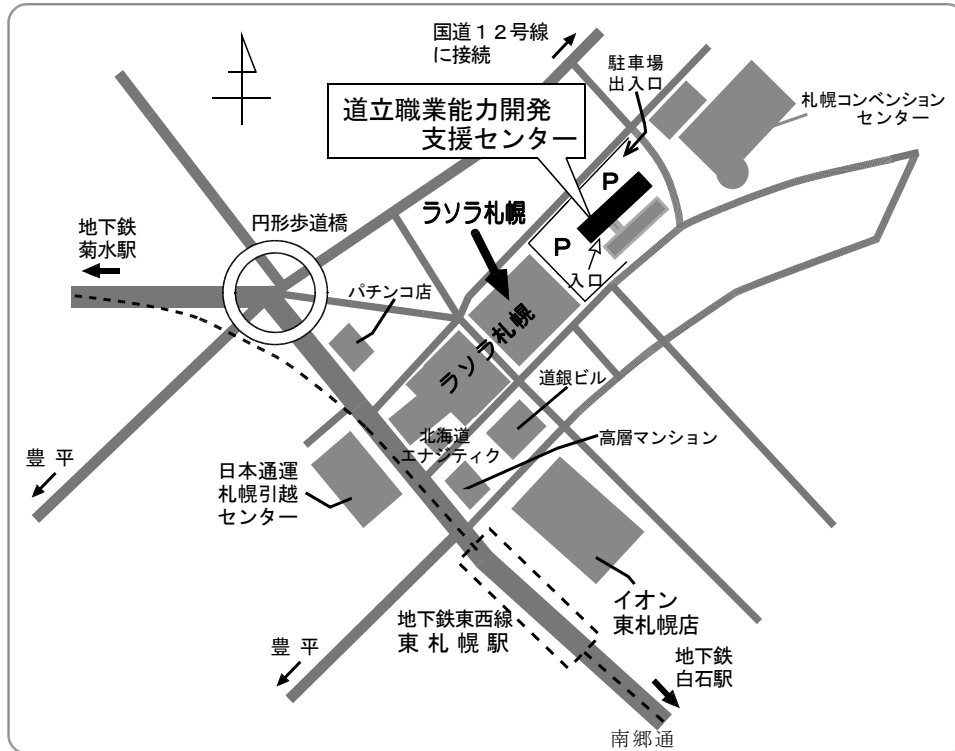 国道１２号線
に接続
駐車場
出入口
札幌コンベンション
センター
道立職業能力開発
支援センター
P
P
入口
ラソラ札幌
円形歩道橋
地下鉄
菊水駅
パチンコ店
ラソラ札幌
道銀ビル
北海道
エナジティク
高層マンション
豊 平
日本通運
札幌引越
センター
イオン
東札幌店
地下鉄東西線
東 札 幌 駅
豊 平
地下鉄
白石駅
南郷通